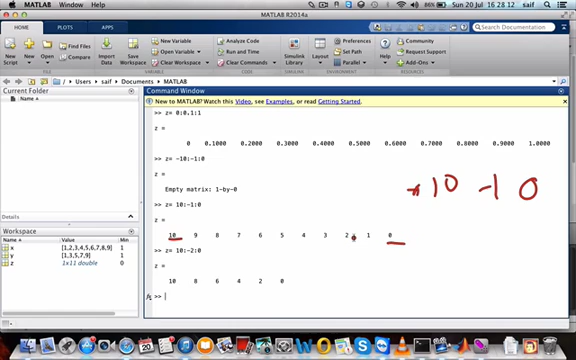 MATLAB Window Help
86% Sun 20 Jul 16 28 12 saif
MATLAB R2014a
HOME PLOTS APPS
Search Documentation
New Script New Open Find Files Compare Import Data Save Workspace New Variable Open Variable Clear Workspace Analyze Code Run and Time Clear Commands Simulink Library Layout Preferences Set Path Parallel Help Community Request Support Add-Ons
FILE VARIABLE CODE SIMULINK ENVIRONMENT RESOURCES
/ Users saif Documents MATLAB
Current Folder
Name
Details
Workspace
Name Value
x [1,2,3,4,5,6,7,8,9]
y [1,3,5,7,9]
z 1x11 double
Command Window
New to MATLAB? Watch this Video, see Examples, or read Getting Started.
>> z= 0:0.1:1
z =
0 0.1000 0.2000 0.3000 0.4000 0.5000 0.6000 0.7000 0.8000 0.9000 1.0000
>> z= -10:-1:0
z =
Empty matrix: 1-by-0
>> z= 10:-1:0
z =
10 9 8 7 6 5 4 3 2 1 0
>> z= 10:-2:0
z =
10 8 6 4 2 0
fx >>
10 -1 0